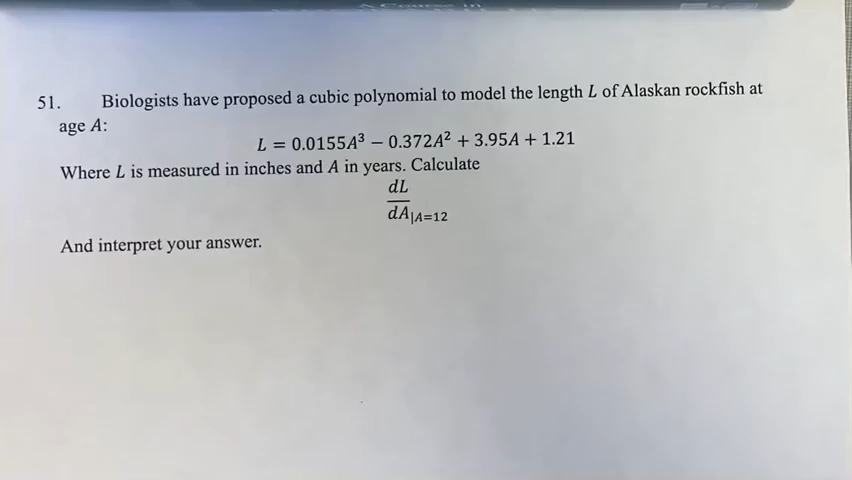 A Course in
51. Biologists have proposed a cubic polynomial to model the length L of Alaskan rockfish at
age A:
L = 0.0155A³ − 0.372A² + 3.95A + 1.21
Where L is measured in inches and A in years. Calculate
dL
dA|A=12
And interpret your answer.